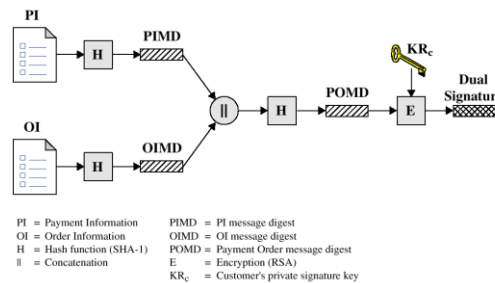 PI
PIMD
H
KRc
POMD
Dual
Signatur
||
H
E
OI
OIMD
H
PI = Payment Information
OI = Order Information
H = Hash function (SHA-1)
|| = Concatenation
PIMD = PI message digest
OIMD = OI message digest
POMD = Payment Order message digest
E = Encryption (RSA)
KRc = Customer's private signature key